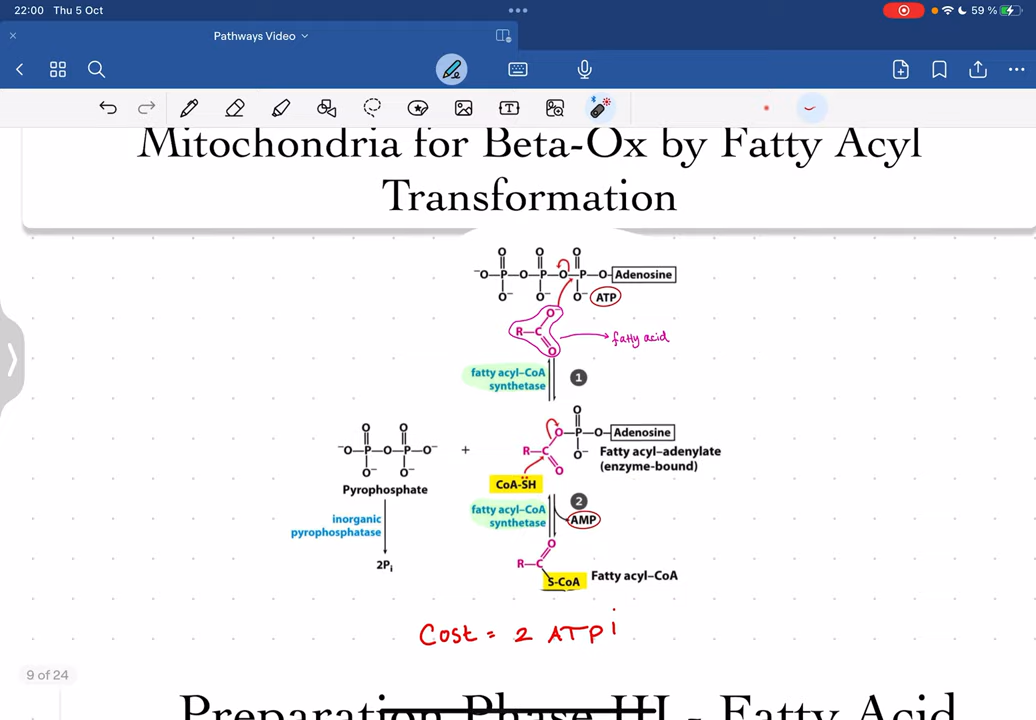 22:00 Thu 5 Oct
59 %
Pathways Video
Mitochondria for Beta-Ox by Fatty Acyl
Transformation
O O O
⁻O—P—O—P—O—P—O—Adenosine
O⁻ O⁻ O⁻ ATP
O⁻
R—C
O
fatty acid
fatty acyl–CoA
synthetase
1
O O
⁻O—P—O—P—O⁻
O⁻ O⁻
Pyrophosphate
+
O
O—P—O—Adenosine
R—C O⁻
O
Fatty acyl–adenylate
(enzyme-bound)
CoA-SH
inorganic
pyrophosphatase
2Pi
fatty acyl–CoA
synthetase
2
AMP
O
R—C
S-CoA
Fatty acyl–CoA
Cost = 2 ATP i
9 of 24
Preparation Phase III - Fatty Acid